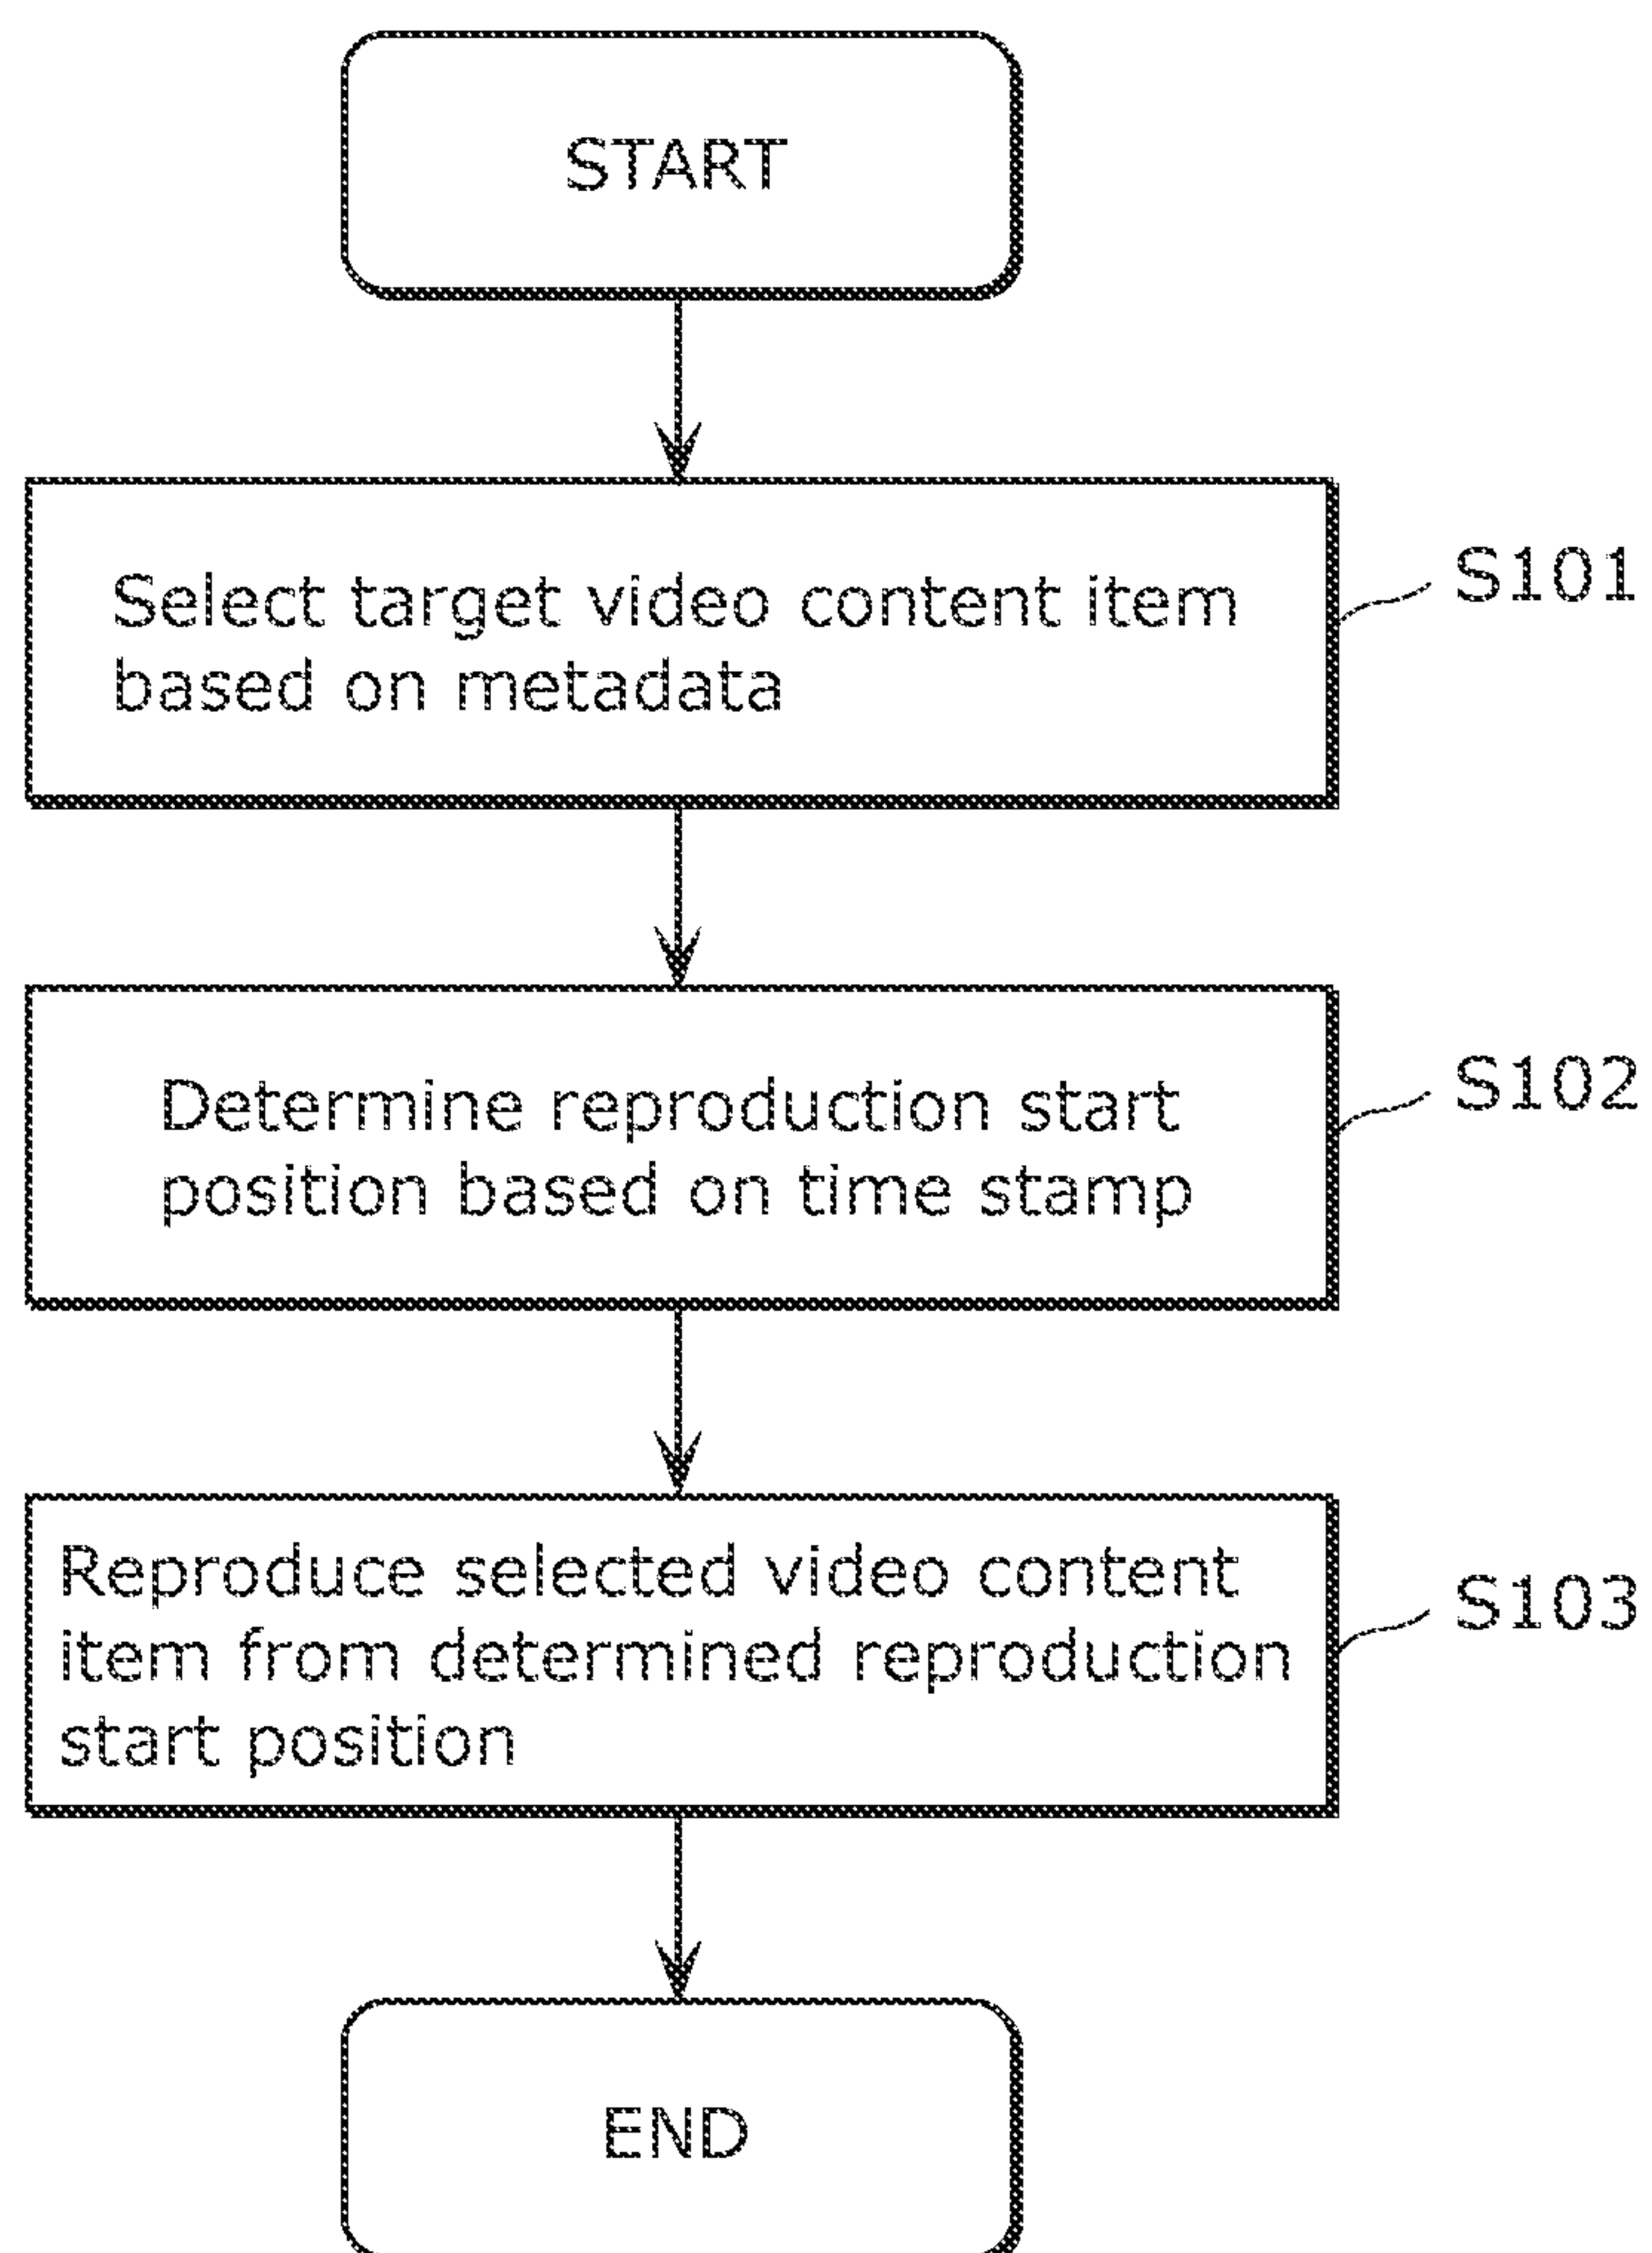 START
Select target video content item
based on metadata
S101
Determine reproduction start
position based on time stamp
S102
Reproduce selected video content
item from determined reproduction
start position
S103
END